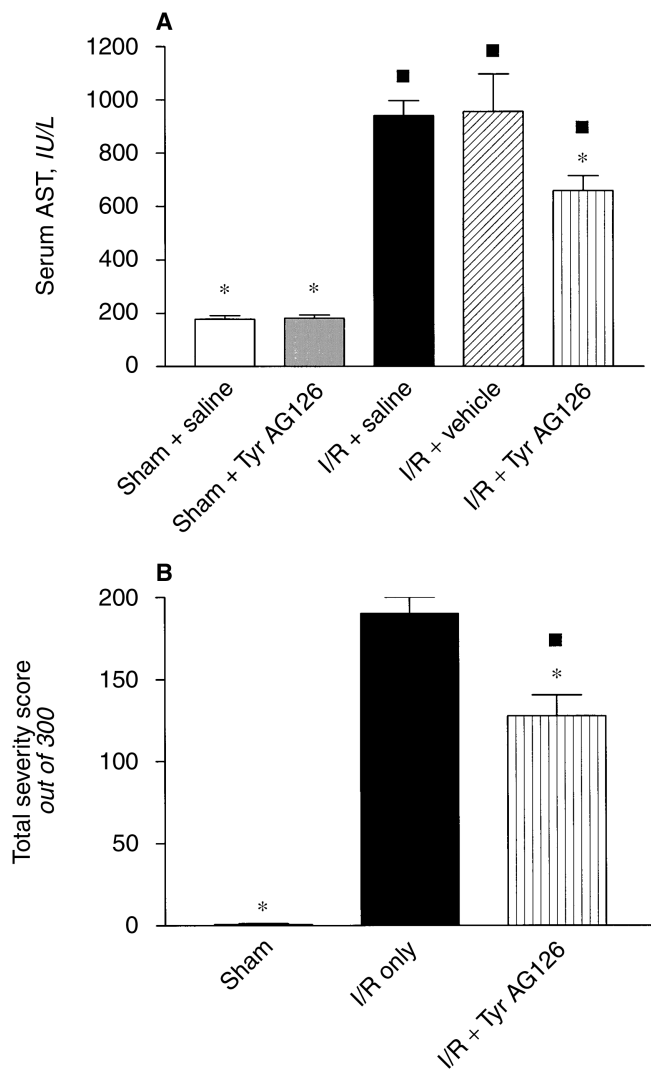 A
1200
1000
800
600
400
200
0
Serum AST, IU/L
*
*
*
Sham + saline
Sham + Tyr AG126
I/R + saline
I/R + vehicle
I/R + Tyr AG126
B
200
150
100
50
0
Total severity score
out of 300
*
*
Sham
I/R only
I/R + Tyr AG126